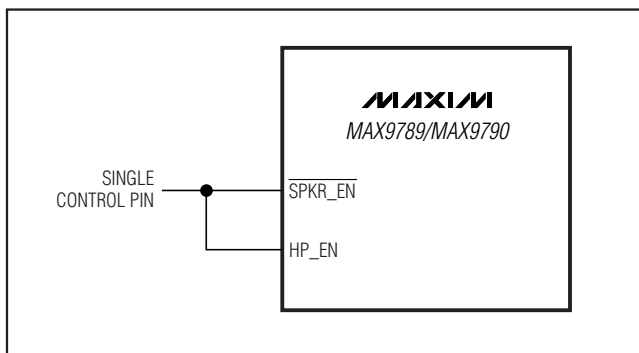 MAXIM
MAX9789/MAX9790
SINGLE
CONTROL PIN
SPKR_EN
HP_EN